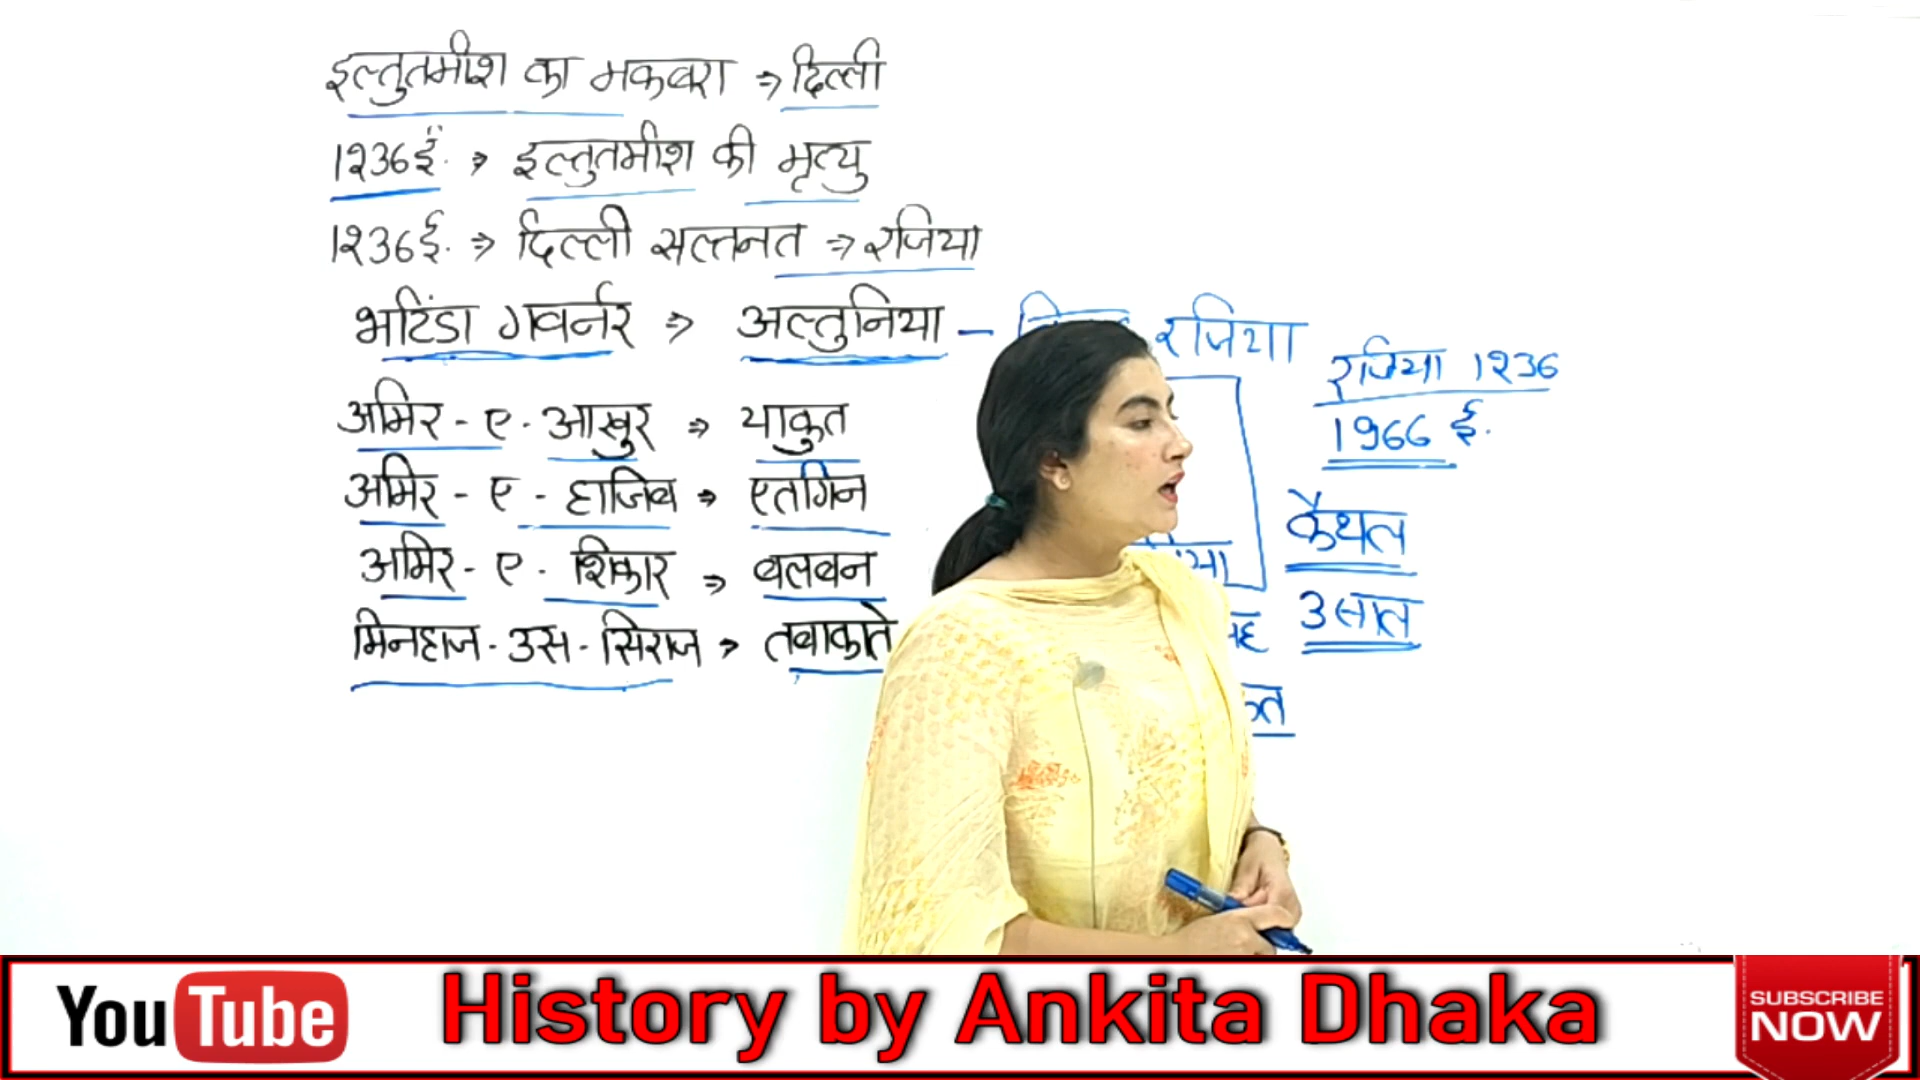 इल्तुतमीश का मकबरा ⇒ दिल्ली
1236ई. ⇒ इल्तुतमीश की मृत्यु
1236ई. ⇒ दिल्ली सल्तनत ⇒ रजिया
भटिंडा गवर्नर ⇒ अल्तुनिया - रजिया
अमिर - ए - आखुर ⇒ याकुत
अमिर - ए - हाजिब ⇒ एतगिन
अमिर - ए - शिकार ⇒ बलबन
मिनहाज - उस - सिराज ⇒ तबाकाते
रजिया 1236
1966 ई.
कैथल
3 साल
YouTube
History by Ankita Dhaka
SUBSCRIBE
NOW